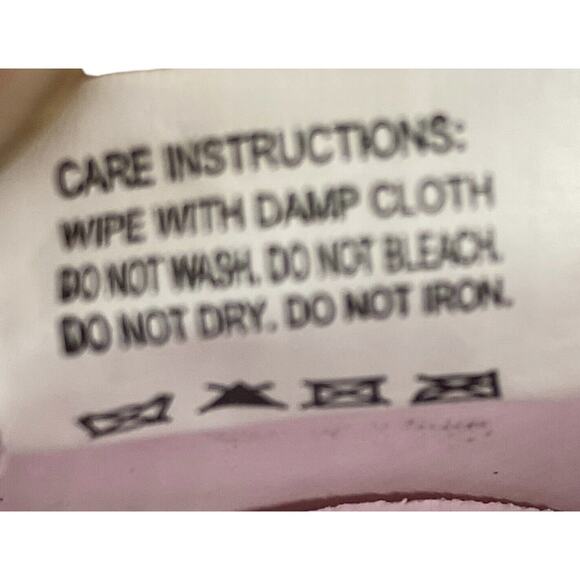 CARE INSTRUCTIONS:
WIPE WITH DAMP CLOTH
DO NOT WASH. DO NOT BLEACH.
DO NOT DRY. DO NOT IRON.